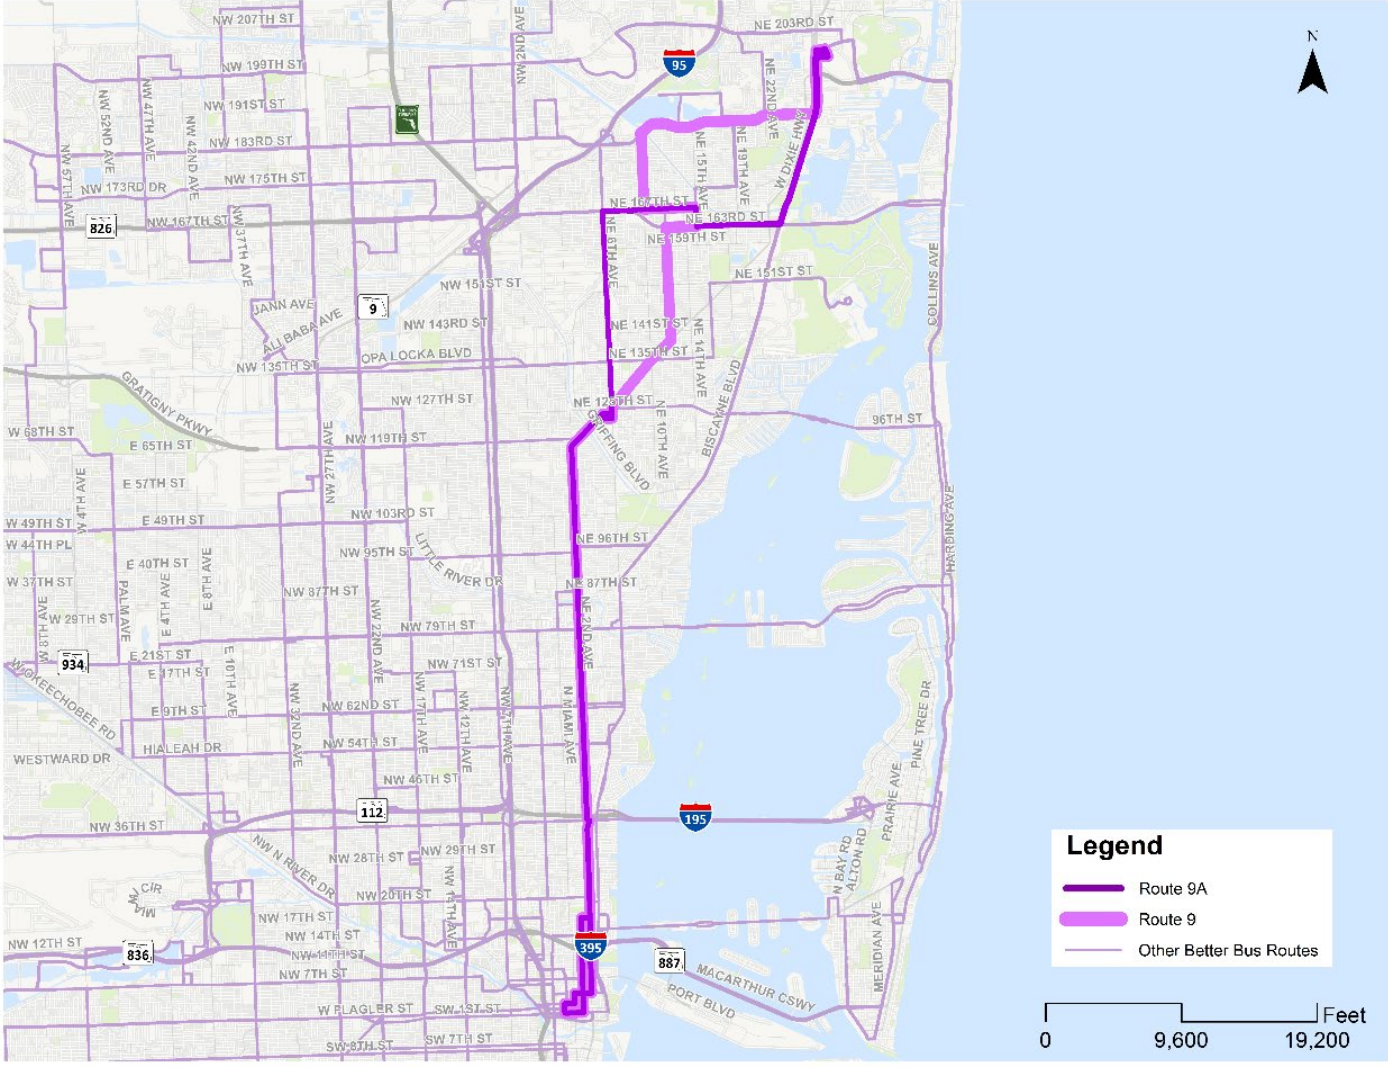 NW 207TH ST
NW 2ND AVE
NE 203RD ST
N
95
NW 199TH ST
NE 22ND AVE
NW 52ND AVE
NW 47TH AVE
NW 191ST ST
NW 42ND AVE
NW 183RD ST
NE 15TH AVE
NE 19TH AVE
W DIXIE HWY
NW 57TH AVE
NW 173RD DR
NW 175TH ST
NE 167TH ST
826
NW 167TH ST
NW 37TH AVE
NE 6TH AVE
NE 163RD ST
NE 159TH ST
NE 151ST ST
NW 151ST ST
COLLINS AVE
JANN AVE
9
ALI BABA AVE
NW 143RD ST
NE 141ST ST
NE 14TH AVE
NE 135TH ST
OPA LOCKA BLVD
NW 135TH ST
GRATIGNY PKWY
NW 127TH ST
NE 125TH ST
BISCAYNE BLVD
NE 10TH AVE
96TH ST
W 68TH ST
E 65TH ST
NW 119TH ST
GRIFFING BLVD
NW 27TH AVE
E 57TH ST
W 4TH AVE
HARDING AVE
W 49TH ST
E 49TH ST
NW 103RD ST
W 44TH PL
NW 95TH ST
NE 96TH ST
E 40TH ST
LITTLE RIVER DR
W 37TH ST
E 8TH AVE
NW 87TH ST
NE 87TH ST
PALM AVE
E 4TH AVE
W 8TH AVE
W 29TH ST
NW 22ND AVE
NW 79TH ST
NE 2ND AVE
934
E 21ST ST
E 17TH ST
E 10TH AVE
NW 71ST ST
W OKEECHOBEE RD
NW 32ND AVE
NW 17TH AVE
NW 12TH AVE
NW 7TH AVE
N MIAMI AVE
PINE TREE DR
E 9TH ST
NW 62ND ST
HIALEAH DR
NW 54TH ST
WESTWARD DR
NW 46TH ST
PRAIRIE AVE
112
195
NW 36TH ST
NW N RIVER DR
NW 28TH ST
NW 29TH ST
N BAY RD
ALTON RD
Legend
Route 9A
Route 9
Other Better Bus Routes
NW 20TH ST
NW 14TH AVE
NW 17TH ST
NW 14TH ST
MERIDIAN AVE
NW 12TH ST
836
NW 11TH ST
395
887
NW 7TH ST
MACARTHUR CSWY
PORT BLVD
W FLAGLER ST
SW 1ST ST
SW 7TH ST
SW 8TH ST
Feet
0
9,600
19,200